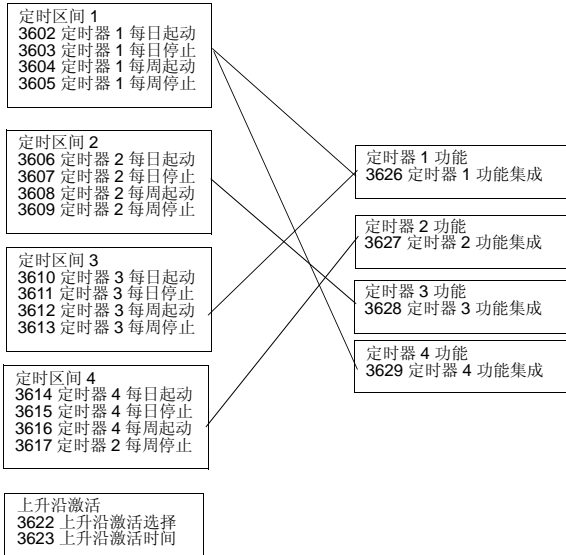 定时区间 1
3602 定时器 1 每日起动
3603 定时器 1 每日停止
3604 定时器 1 每周起动
3605 定时器 1 每周停止
定时区间 2
3606 定时器 2 每日起动
3607 定时器 2 每日停止
3608 定时器 2 每周起动
3609 定时器 2 每周停止
定时区间 3
3610 定时器 3 每日起动
3611 定时器 3 每日停止
3612 定时器 3 每周起动
3613 定时器 3 每周停止
定时区间 4
3614 定时器 4 每日起动
3615 定时器 4 每日停止
3616 定时器 4 每周起动
3617 定时器 2 每周停止
上升沿激活
3622 上升沿激活选择
3623 上升沿激活时间
定时器 1 功能
3626 定时器 1 功能集成
定时器 2 功能
3627 定时器 2 功能集成
定时器 3 功能
3628 定时器 3 功能集成
定时器 4 功能
3629 定时器 4 功能集成